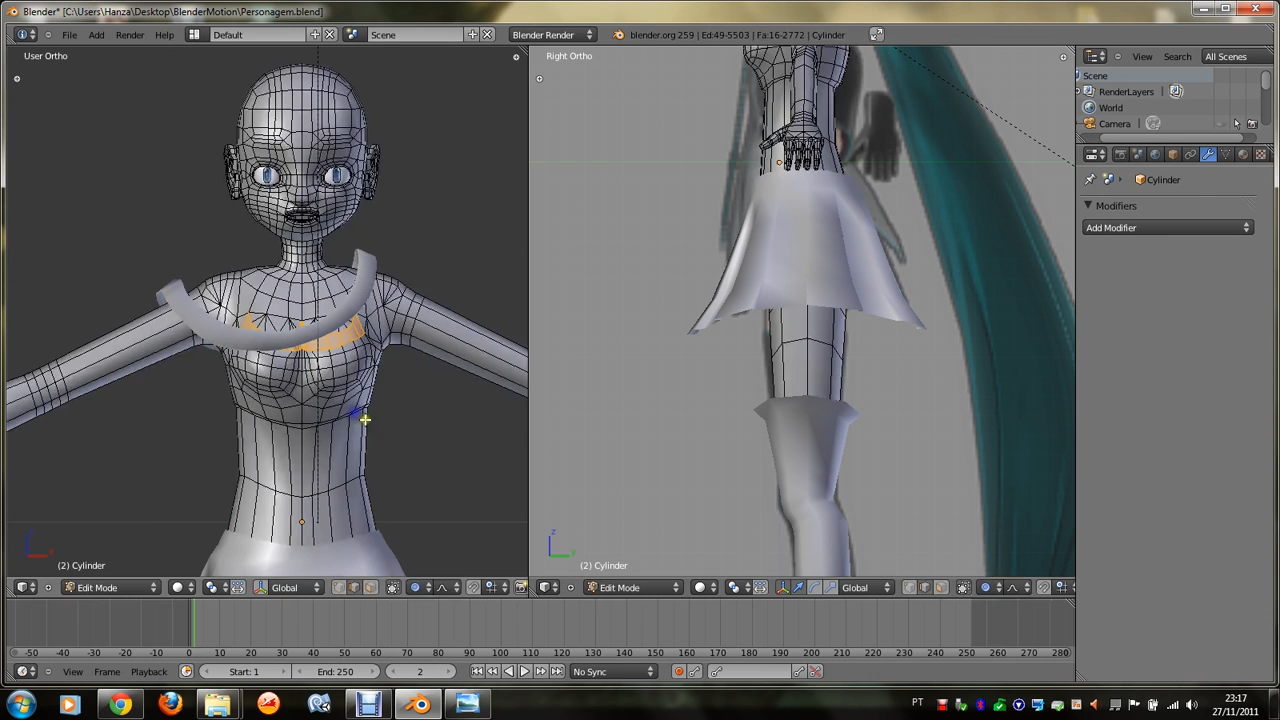 Blender* [C:\Users\Hanza\Desktop\BlenderMotion\Personagem.blend]
File Add Render Help Default Scene Blender Render blender.org 259 | Ed:49-5503 | Fa:16-2772 | Cylinder
User Ortho
Right Ortho
View Search All Scenes
Scene
RenderLayers
World
Camera
Cylinder
Modifiers
Add Modifier
(2) Cylinder
(2) Cylinder
Edit Mode Global
Edit Mode Global
-50 -40 -30 -20 -10 0 10 20 30 40 50 60 70 80 90 100 110 120 130 140 150 160 170 180 190 200 210 220 230 240 250 260 270 280
View Frame Playback Start: 1 End: 250 2 No Sync
PT
23:17
27/11/2011